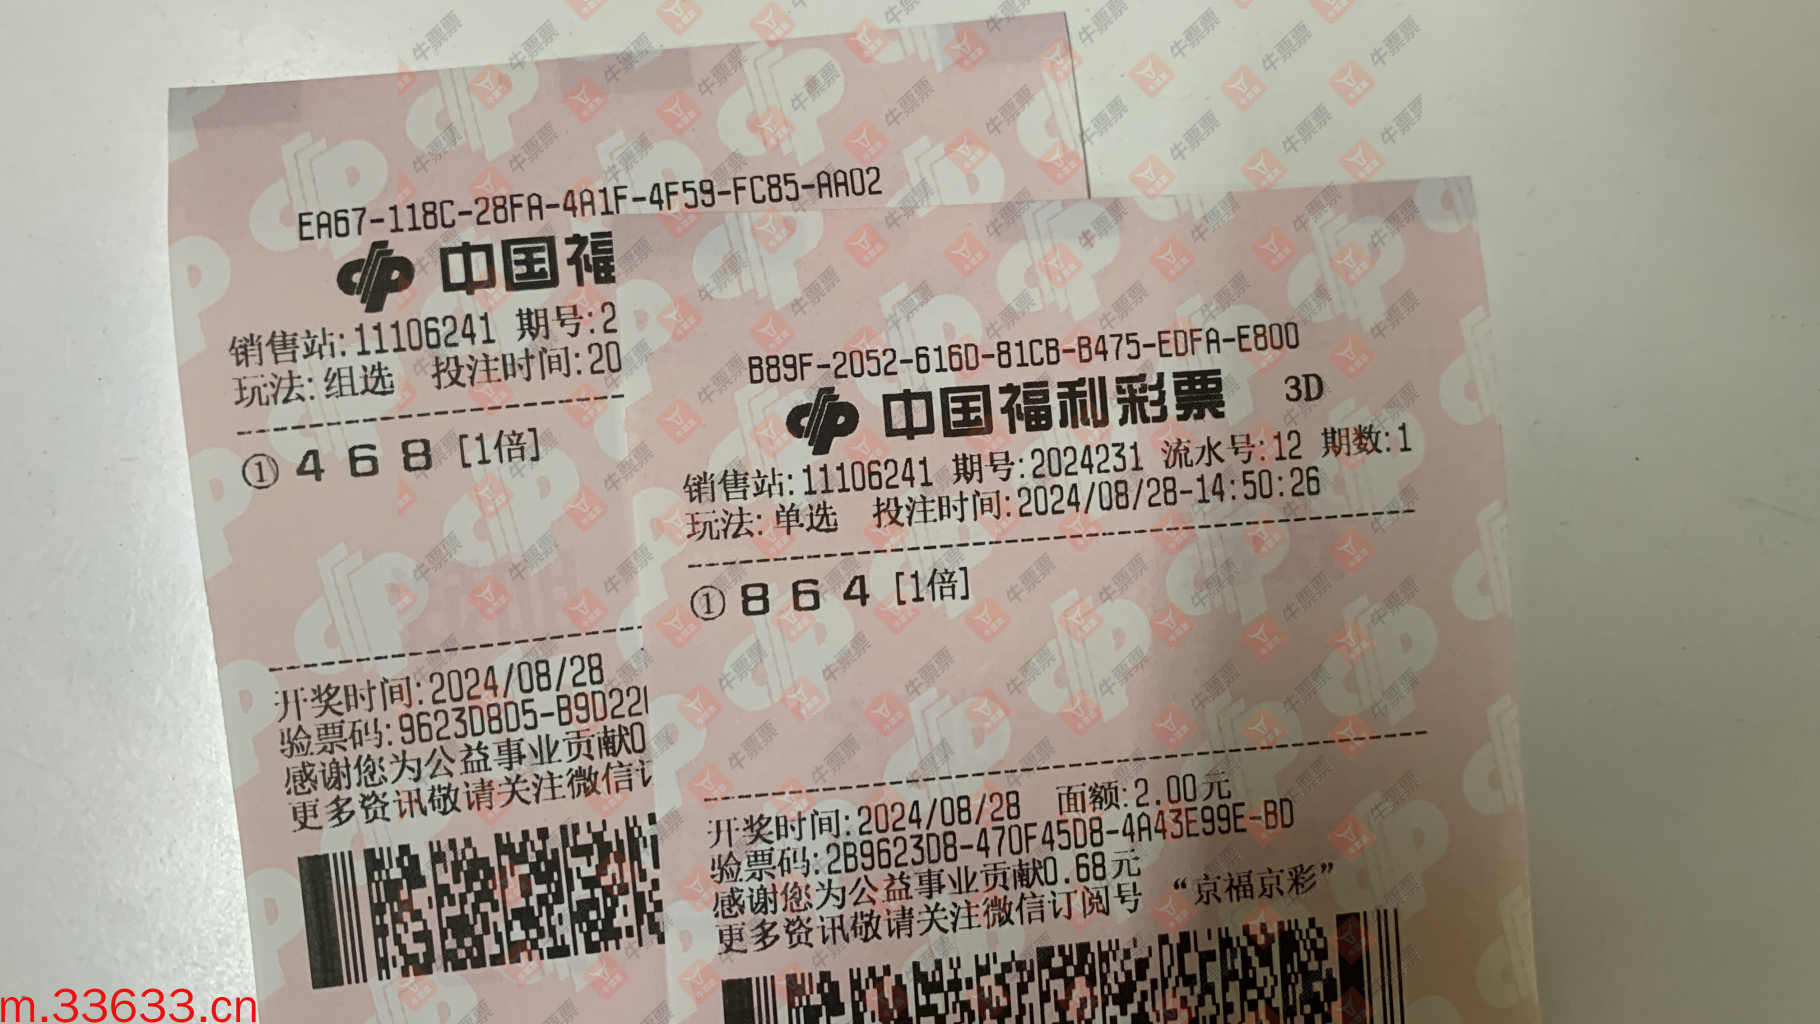 EA67-118C-28FA-4A1F-4F59-FC85-AA02
中国福
销售站:11106241 期号:2
玩法:组选 投注时间:20
① 4 6 8 [1倍]
开奖时间:2024/08/28
验票码:9623D8D5-B9D22
感谢您为公益事业贡献0
更多资讯敬请关注微信订
B89F-2052-616D-81CB-B475-EDFA-E800
中国福利彩票 3D
销售站:11106241 期号:2024231 流水号:12 期数:1
玩法:单选 投注时间:2024/08/28-14:50:26
① 8 6 4 [1倍]
开奖时间:2024/08/28 面额:2.00元
验票码:2B9623D8-470F45D8-4A43E99E-BD
感谢您为公益事业贡献0.68元
更多资讯敬请关注微信订阅号 “京福京彩”
牛票票
m.33633.cn